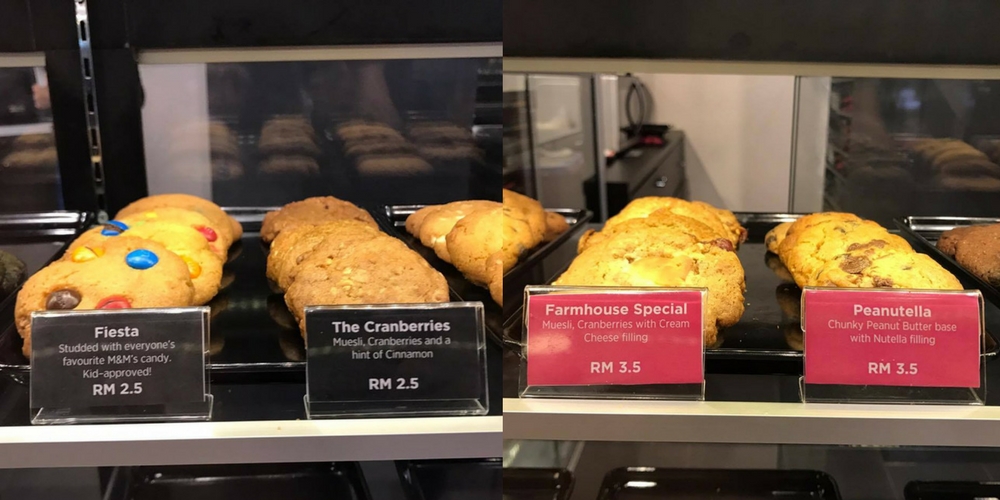 Fiesta
Studded with everyone's
favourite M&M's candy.
Kid-approved!
RM 2.5
The Cranberries
Muesli, Cranberries and a
hint of Cinnamon
RM 2.5
Farmhouse Special
Muesli, Cranberries with Cream
Cheese filling
RM 3.5
Peanutella
Chunky Peanut Butter base
with Nutella filling
RM 3.5